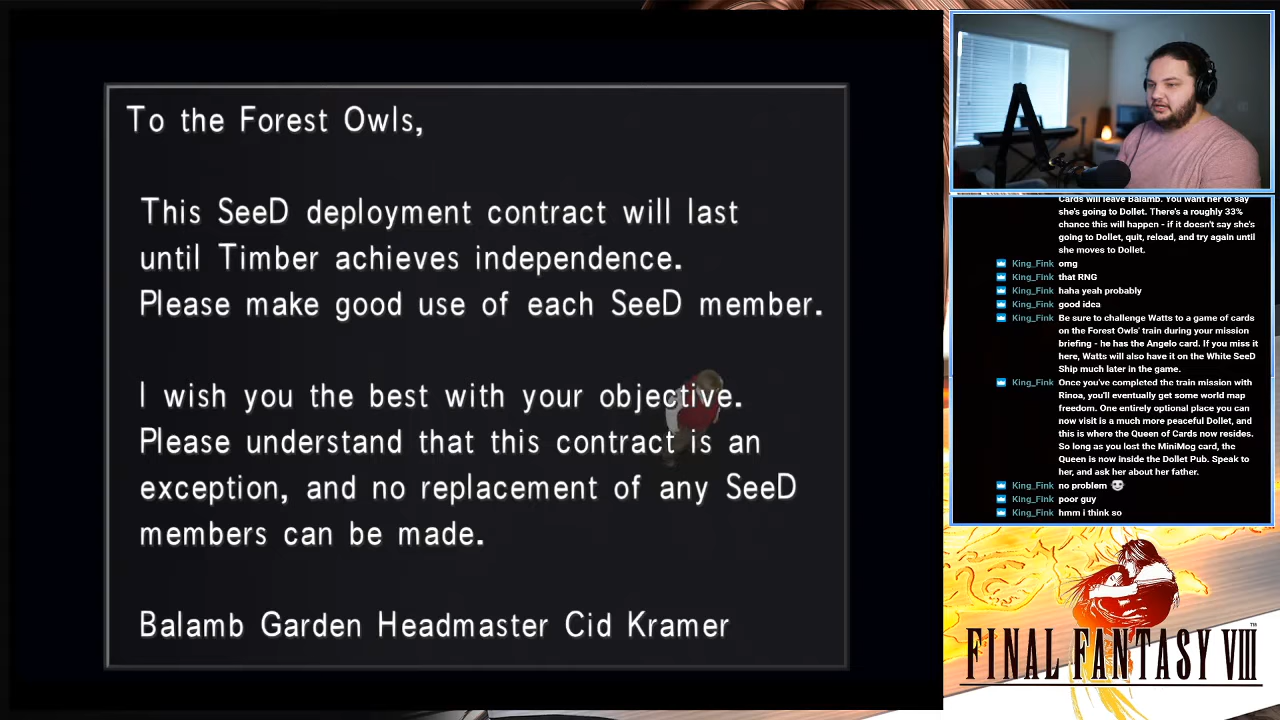 To the Forest Owls,
This SeeD deployment contract will last
until Timber achieves independence.
Please make good use of each SeeD member.
I wish you the best with your objective.
Please understand that this contract is an
exception, and no replacement of any SeeD
members can be made.
Balamb Garden Headmaster Cid Kramer
Cards will leave Balamb. You want her to say
she's going to Dollet. There's a roughly 33%
chance this will happen - if it doesn't say she's
going to Dollet, quit, reload, and try again until
she moves to Dollet.
King_Fink omg
King_Fink that RNG
King_Fink haha yeah probably
King_Fink good idea
King_Fink Be sure to challenge Watts to a game of cards
on the Forest Owls' train during your mission
briefing - he has the Angelo card. If you miss it
here, Watts will also have it on the White SeeD
Ship much later in the game.
King_Fink Once you've completed the train mission with
Rinoa, you'll eventually get some world map
freedom. One entirely optional place you can
now visit is a much more peaceful Dollet, and
this is where the Queen of Cards now resides.
So long as you lost the MiniMog card, the
Queen is now inside the Dollet Pub. Speak to
her, and ask her about her father.
King_Fink no problem
King_Fink poor guy
King_Fink hmm i think so
FINAL FANTASY VIII™